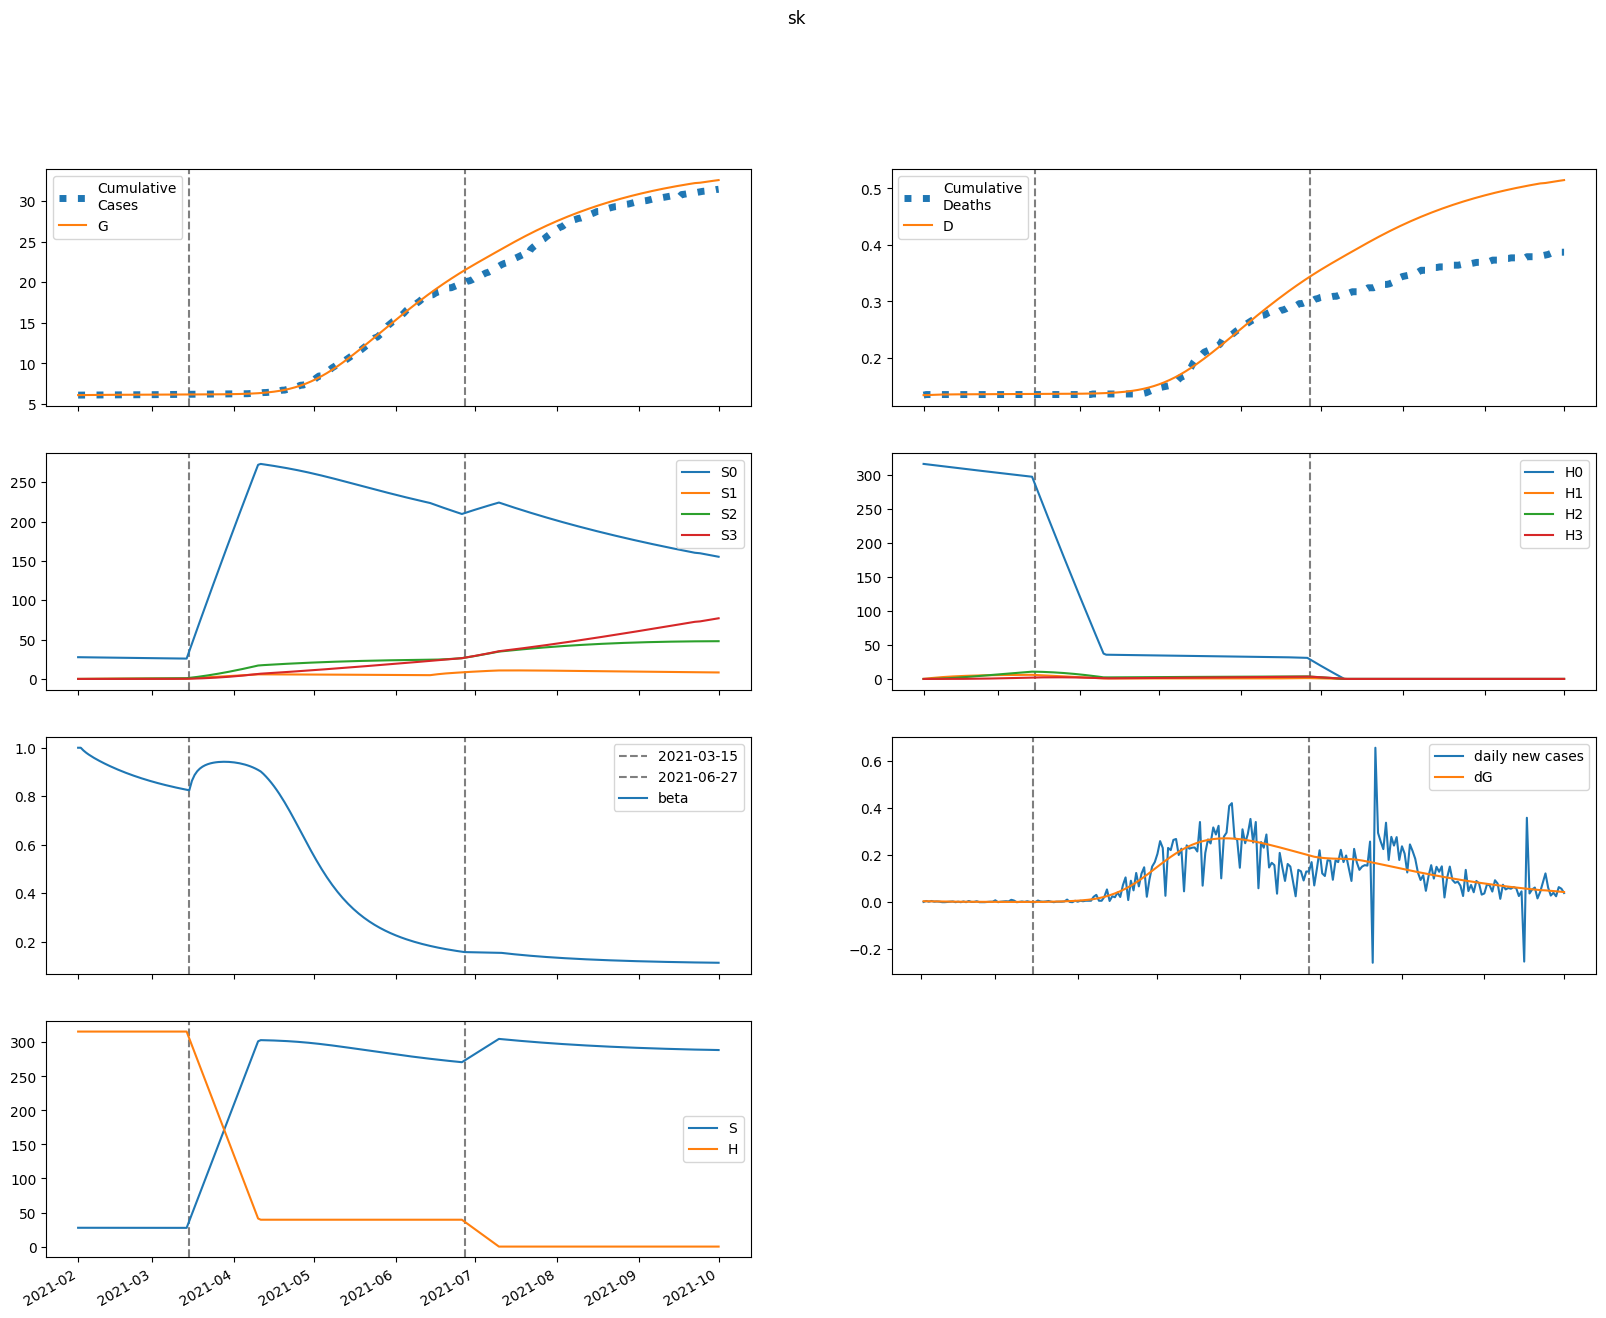 sk
Cumulative
Cases
G
30
25
20
15
10
5
Cumulative
Deaths
D
0.5
0.4
0.3
0.2
S0
S1
S2
S3
250
200
150
100
50
0
H0
H1
H2
H3
300
250
200
150
100
50
0
2021-03-15
2021-06-27
beta
1.0
0.8
0.6
0.4
0.2
daily new cases
dG
0.6
0.4
0.2
0.0
−0.2
S
H
300
250
200
150
100
50
0
2021-02
2021-03
2021-04
2021-05
2021-06
2021-07
2021-08
2021-09
2021-10